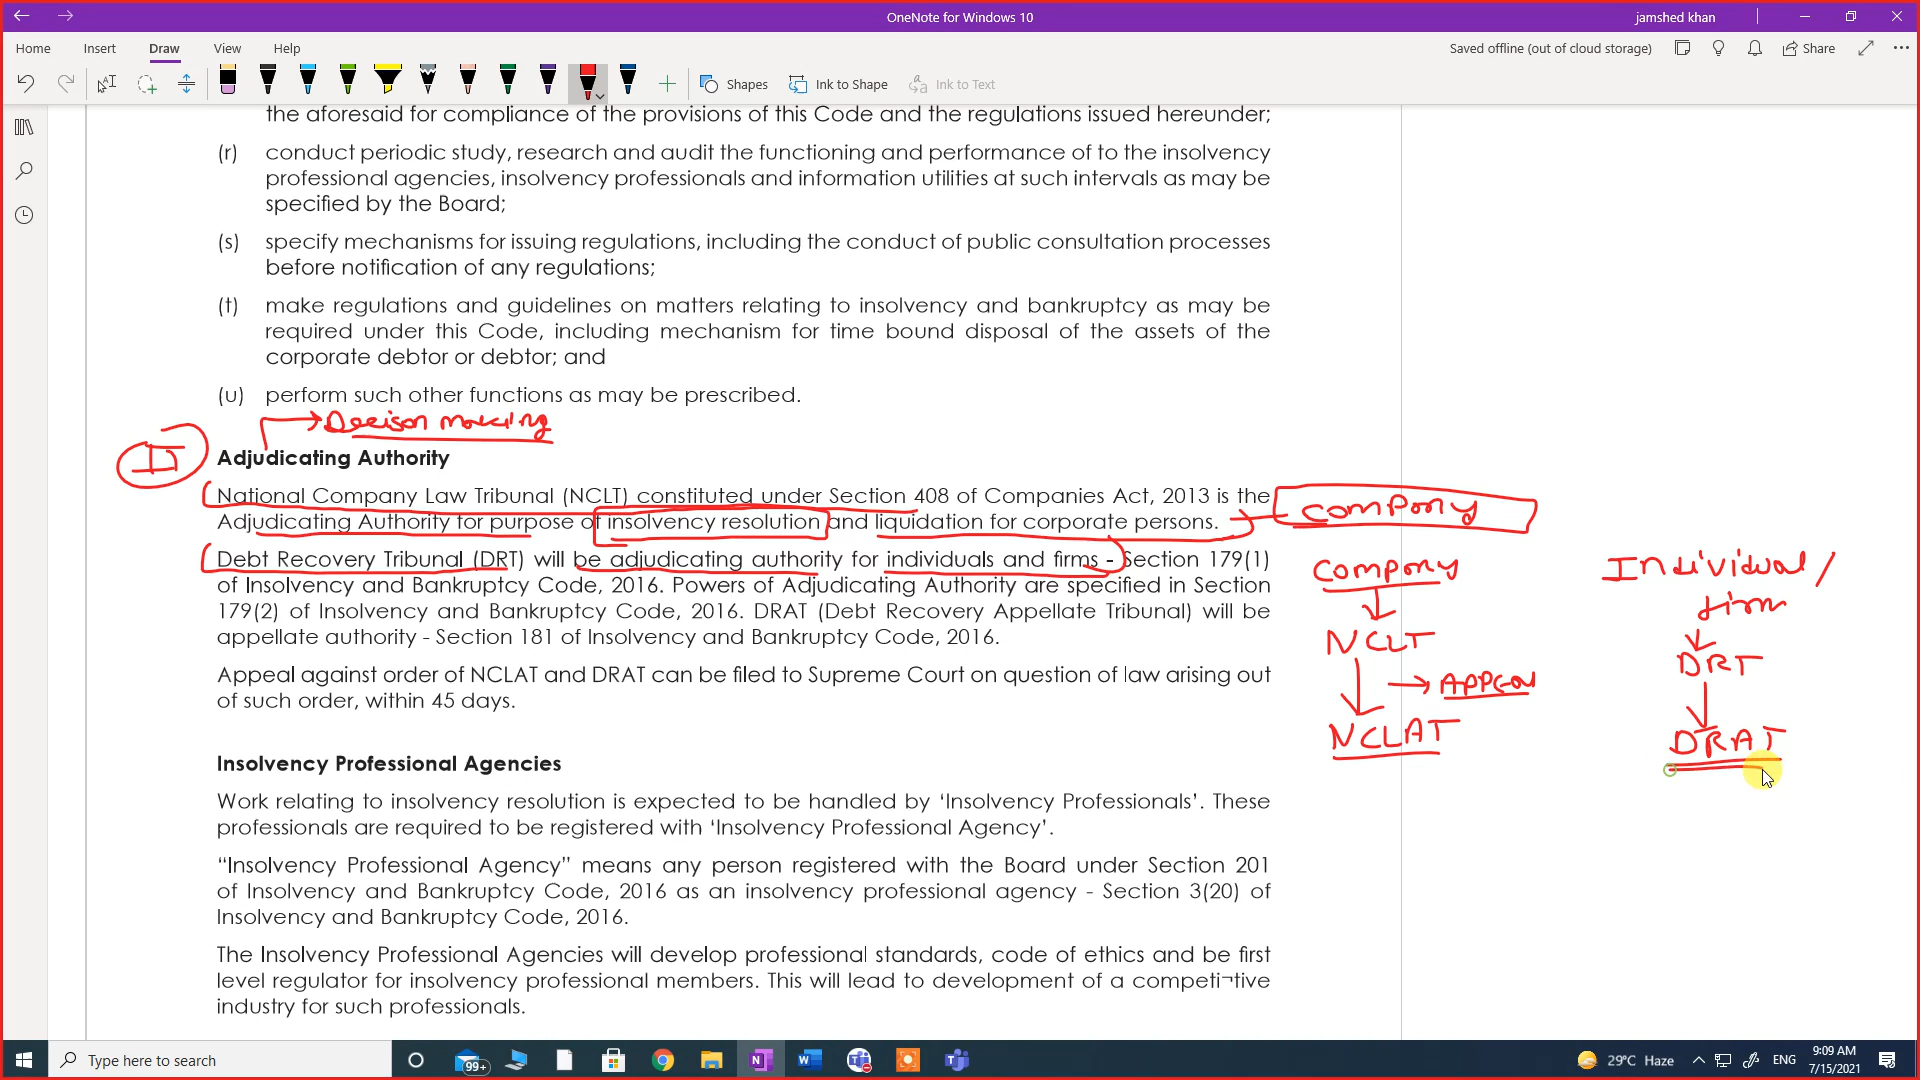 OneNote for Windows 10
jamshed khan
Home Insert Draw View Help
Saved offline (out of cloud storage)
Share
Shapes
Ink to Shape
Ink to Text
the aforesaid for compliance of the provisions of this Code and the regulations issued hereunder;
(r) conduct periodic study, research and audit the functioning and performance of to the insolvency
professional agencies, insolvency professionals and information utilities at such intervals as may be
specified by the Board;
(s) specify mechanisms for issuing regulations, including the conduct of public consultation processes
before notification of any regulations;
(t) make regulations and guidelines on matters relating to insolvency and bankruptcy as may be
required under this Code, including mechanism for time bound disposal of the assets of the
corporate debtor or debtor; and
(u) perform such other functions as may be prescribed.
Decison making
II
Adjudicating Authority
National Company Law Tribunal (NCLT) constituted under Section 408 of Companies Act, 2013 is the
Adjudicating Authority for purpose of insolvency resolution and liquidation for corporate persons.
Company
Debt Recovery Tribunal (DRT) will be adjudicating authority for individuals and firms - Section 179(1)
of Insolvency and Bankruptcy Code, 2016. Powers of Adjudicating Authority are specified in Section
179(2) of Insolvency and Bankruptcy Code, 2016. DRAT (Debt Recovery Appellate Tribunal) will be
appellate authority - Section 181 of Insolvency and Bankruptcy Code, 2016.
Appeal against order of NCLAT and DRAT can be filed to Supreme Court on question of law arising out
of such order, within 45 days.
Company
NCLT
Appeal
NCLAT
Individual/
firm
DRT
DRAT
Insolvency Professional Agencies
Work relating to insolvency resolution is expected to be handled by ‘Insolvency Professionals’. These
professionals are required to be registered with ‘Insolvency Professional Agency’.
“Insolvency Professional Agency” means any person registered with the Board under Section 201
of Insolvency and Bankruptcy Code, 2016 as an insolvency professional agency - Section 3(20) of
Insolvency and Bankruptcy Code, 2016.
The Insolvency Professional Agencies will develop professional standards, code of ethics and be first
level regulator for insolvency professional members. This will lead to development of a competi¬tive
industry for such professionals.
Type here to search
99+
29°C Haze
ENG
9:09 AM
7/15/2021